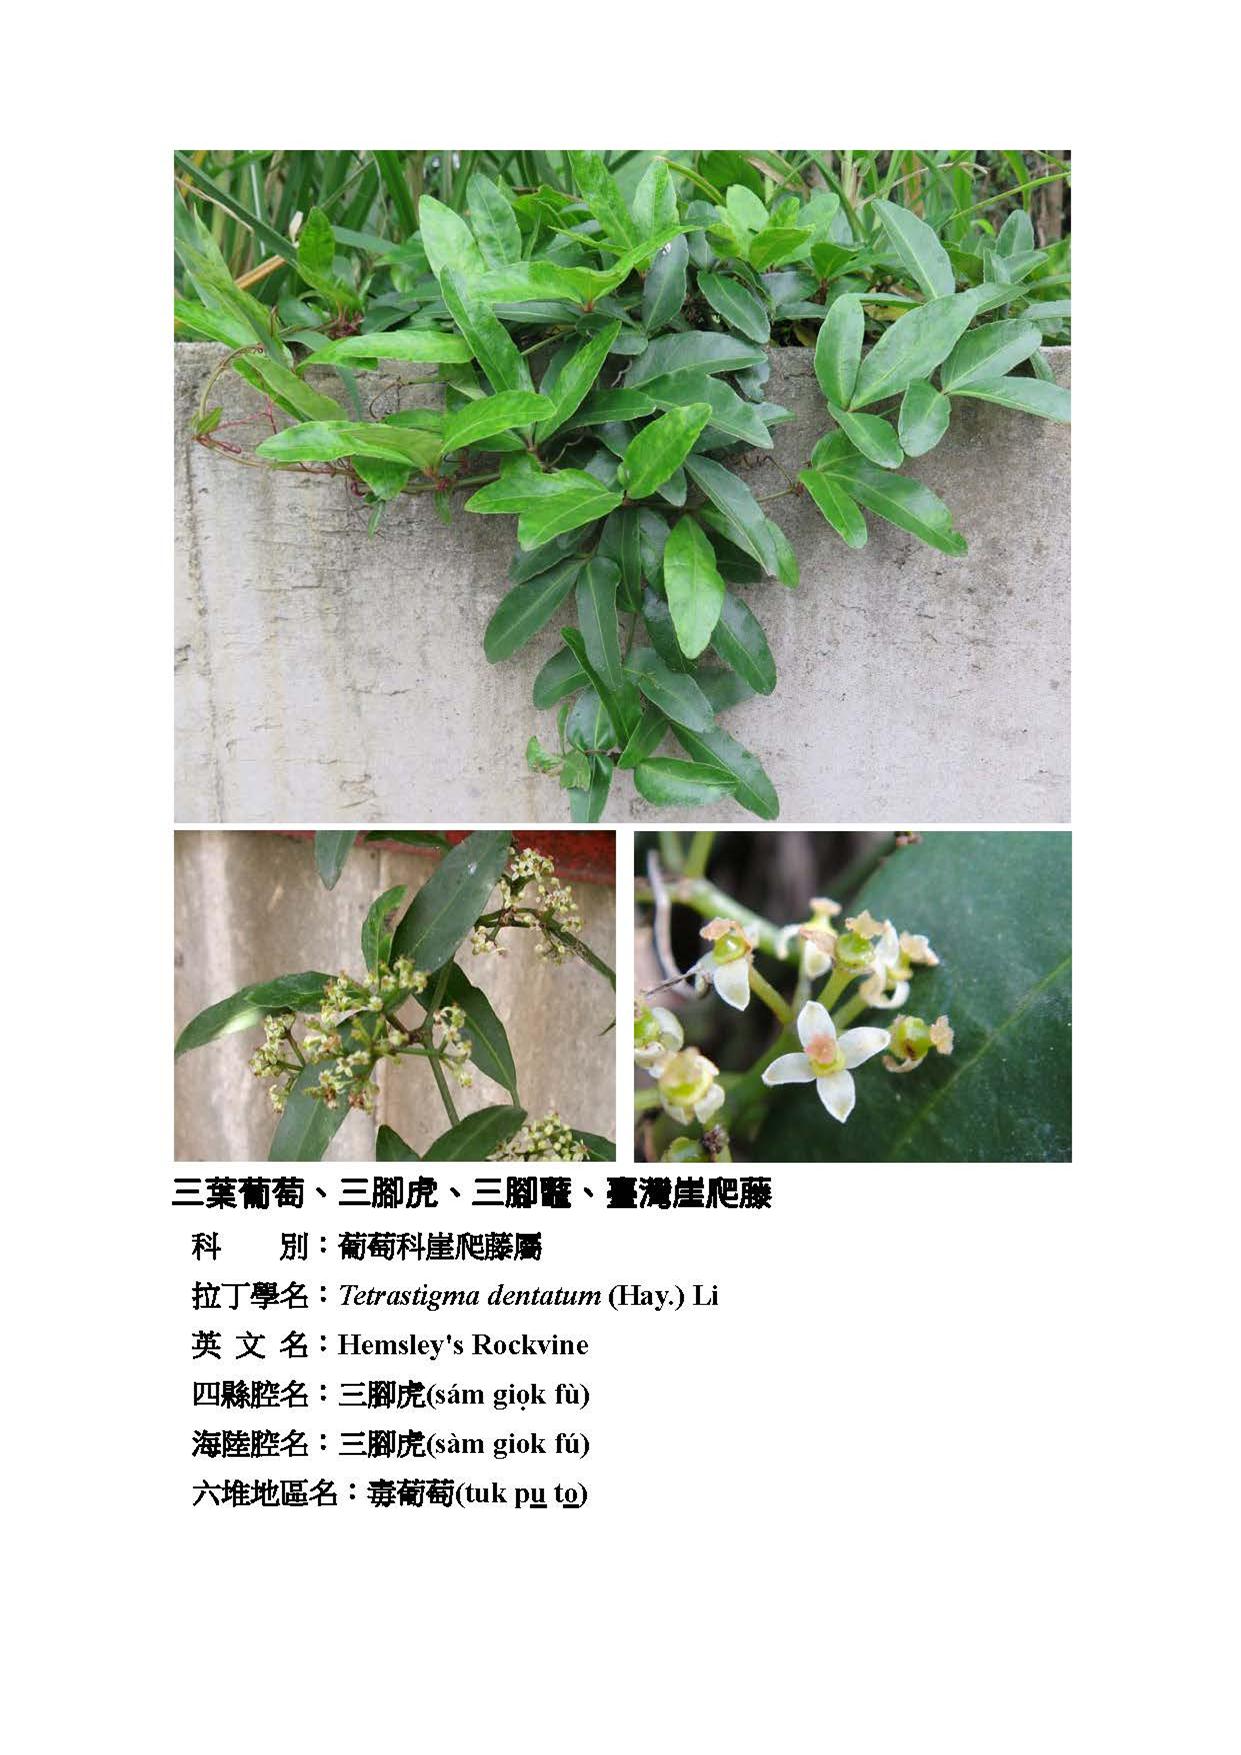 三葉葡萄、三腳虎、三腳鼈、臺灣崖爬藤
科　　別：葡萄科崖爬藤屬
拉丁學名：Tetrastigma dentatum (Hay.) Li
英 文 名：Hemsley's Rockvine
四縣腔名：三腳虎(sám giọk fù)
海陸腔名：三腳虎(sàm giok fú)
六堆地區名：毒葡萄(tuk pu to)